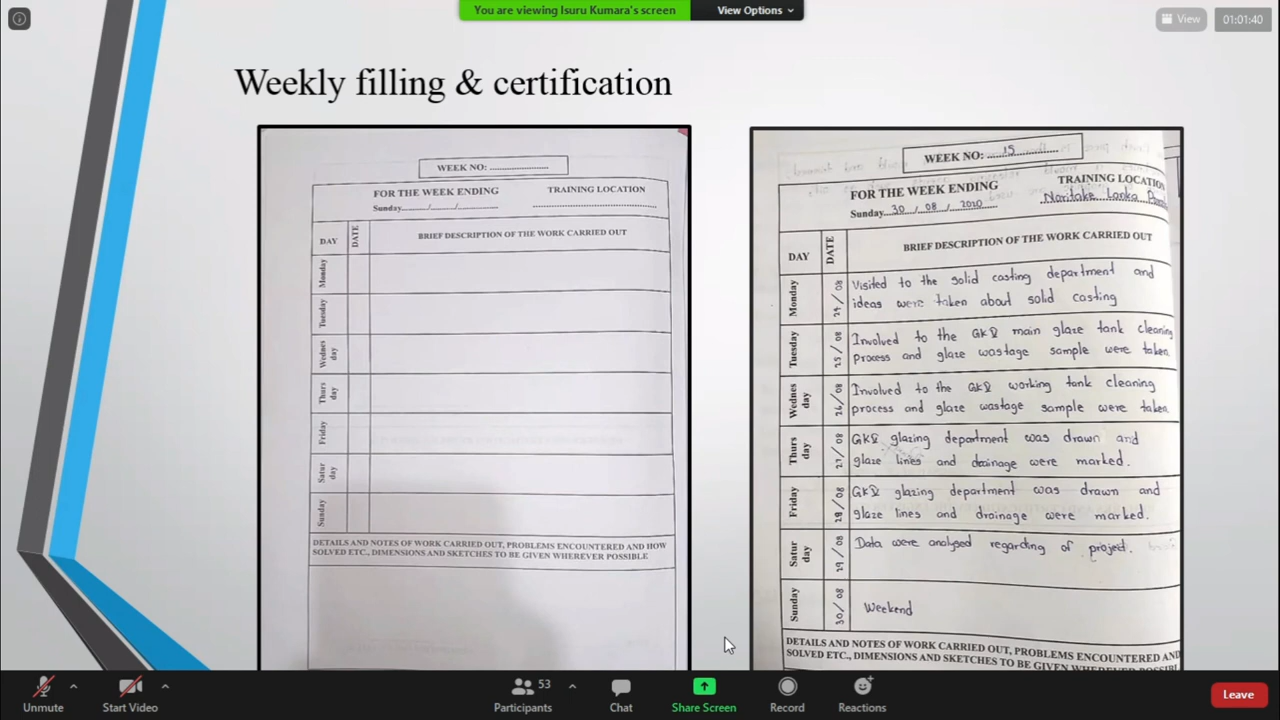 You are viewing Isuru Kumara's screen
View Options
View
01:01:40
Weekly filling & certification
WEEK NO: ....................
FOR THE WEEK ENDING
TRAINING LOCATION
Sunday........./........./.............
DAY
DATE
BRIEF DESCRIPTION OF THE WORK CARRIED OUT
Monday
Tuesday
Wednes
day
Thurs
day
Friday
Satur
day
Sunday
DETAILS AND NOTES OF WORK CARRIED OUT, PROBLEMS ENCOUNTERED AND HOW
SOLVED ETC., DIMENSIONS AND SKETCHES TO BE GIVEN WHEREVER POSSIBLE
WEEK NO: 15
FOR THE WEEK ENDING
TRAINING LOCATION
Sunday 30 / 08 / 2020
Noritake Lanka
DAY
DATE
BRIEF DESCRIPTION OF THE WORK CARRIED OUT
Monday
24/08
Visited to the solid casting department and
ideas were taken about solid casting
Tuesday
25/08
Involved to the main glaze tank cleaning
process and glaze wastage sample were taken
Wednes
day
26/08
Involved to the working tank cleaning
process and glaze wastage sample were taken
Thurs
day
27/08
glazing department was drawn and
glaze lines and drainage were marked.
Friday
28/08
glazing department was drawn and
glaze lines and drainage were marked.
Satur
day
29/08
Data were analysed regarding of project.
Sunday
30/08
Weekend
DETAILS AND NOTES OF WORK CARRIED OUT, PROBLEMS ENCOUNTERED AND
SOLVED ETC., DIMENSIONS AND SKETCHES TO BE GIVEN WHEREVER
Unmute
Start Video
53
Participants
Chat
Share Screen
Record
Reactions
Leave